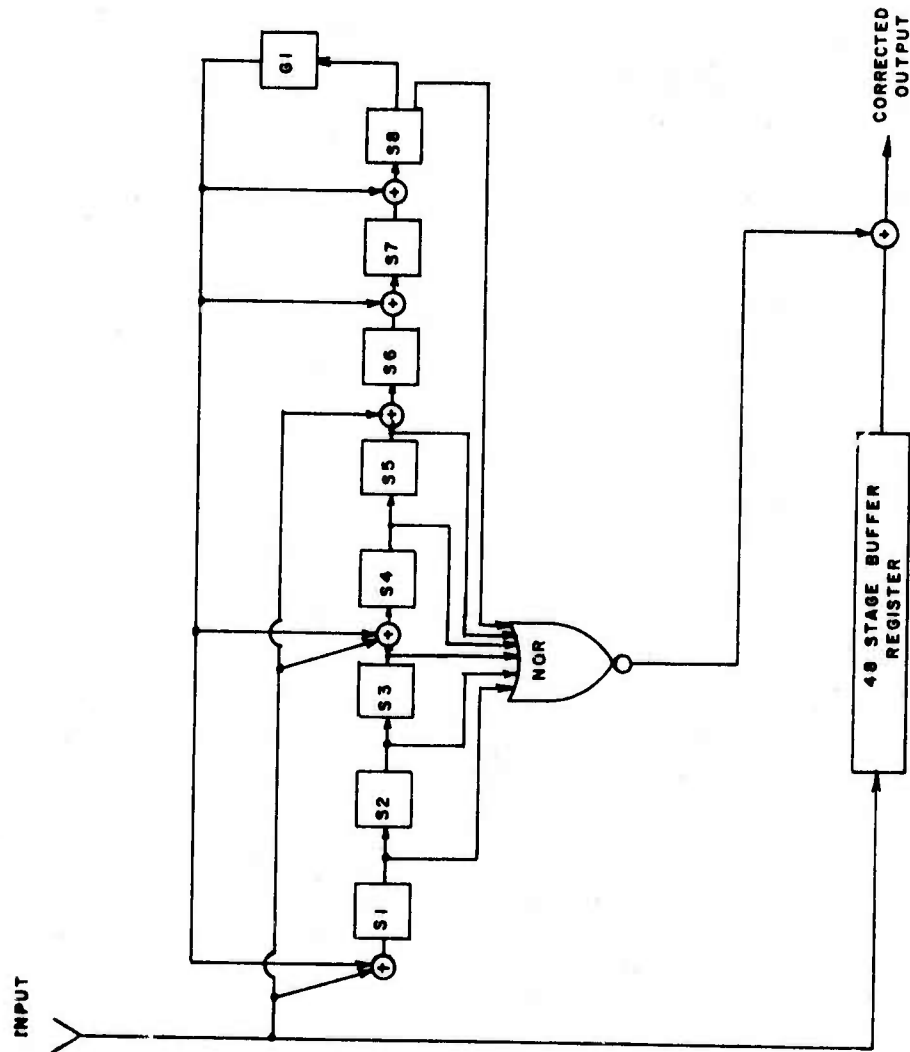 INPUT
S1
S2
S3
S4
S5
S6
S7
S8
G1
NOR
48 STAGE BUFFER
REGISTER
CORRECTED
OUTPUT